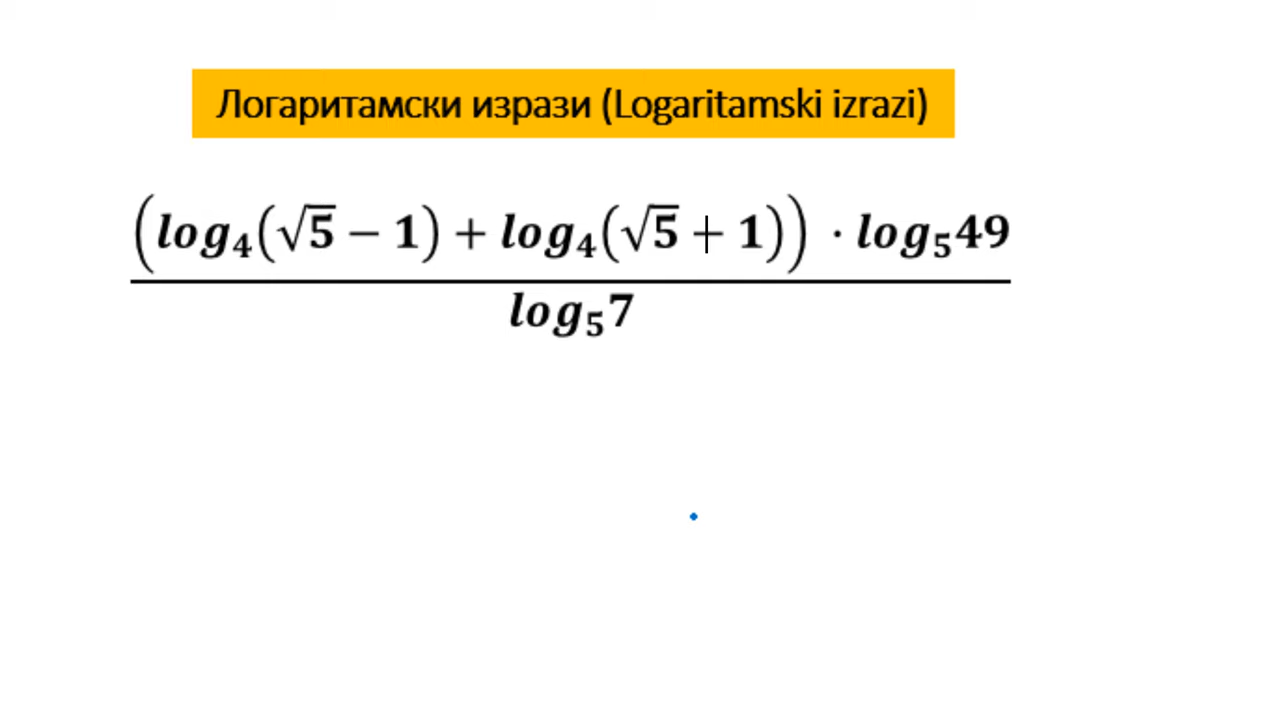 Логаритамски изрази (Logaritamski izrazi)
(log₄(√5 − 1) + log₄(√5 + 1)) · log₅49
log₅7